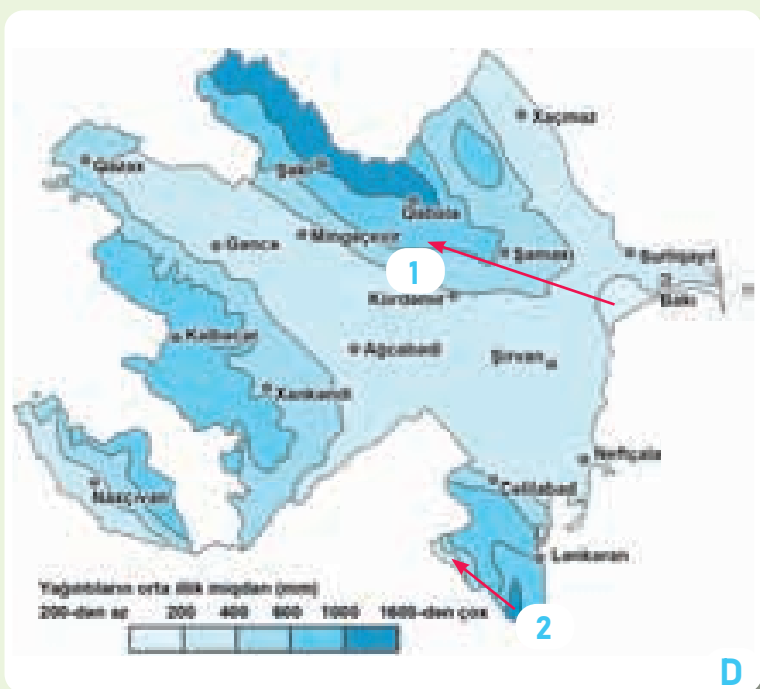 Xaçmaz
Qazax
Şəki
Qəbələ
Gəncə
Mingəçevir
Şamaxı
Sumqayıt
1
Bakı
Kürdəmir
Kəlbəcər
Ağcabədi
Şirvan
Xankəndi
Neftçala
Naxçıvan
Cəlilabad
Lənkəran
Yağıntıların orta illik miqdarı (mm)
200-dən az 200 400 600 1000 1600-dən çox
2
D